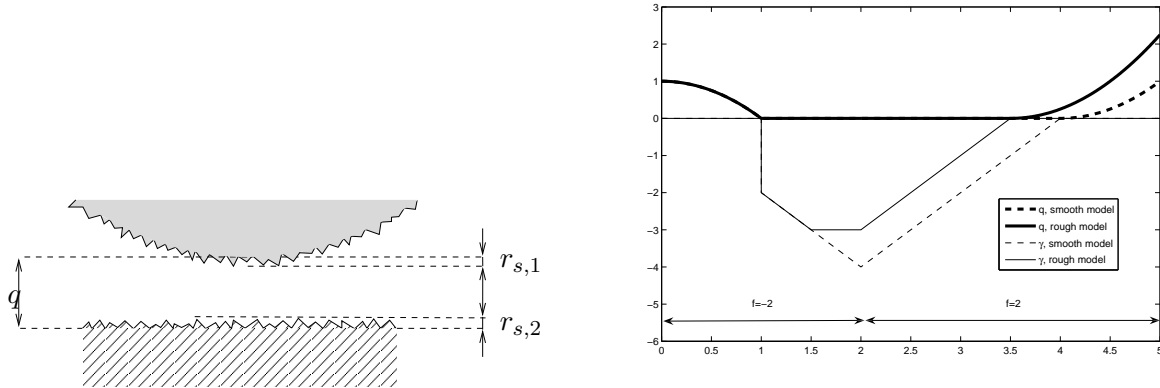 q
r_{s,1}
r_{s,2}
3
2
1
0
−1
−2
−3
−4
−5
−6
0 0.5 1 1.5 2 2.5 3 3.5 4 4.5 5
q, smooth model
q, rough model
γ, smooth model
γ, rough model
f=−2
f=2